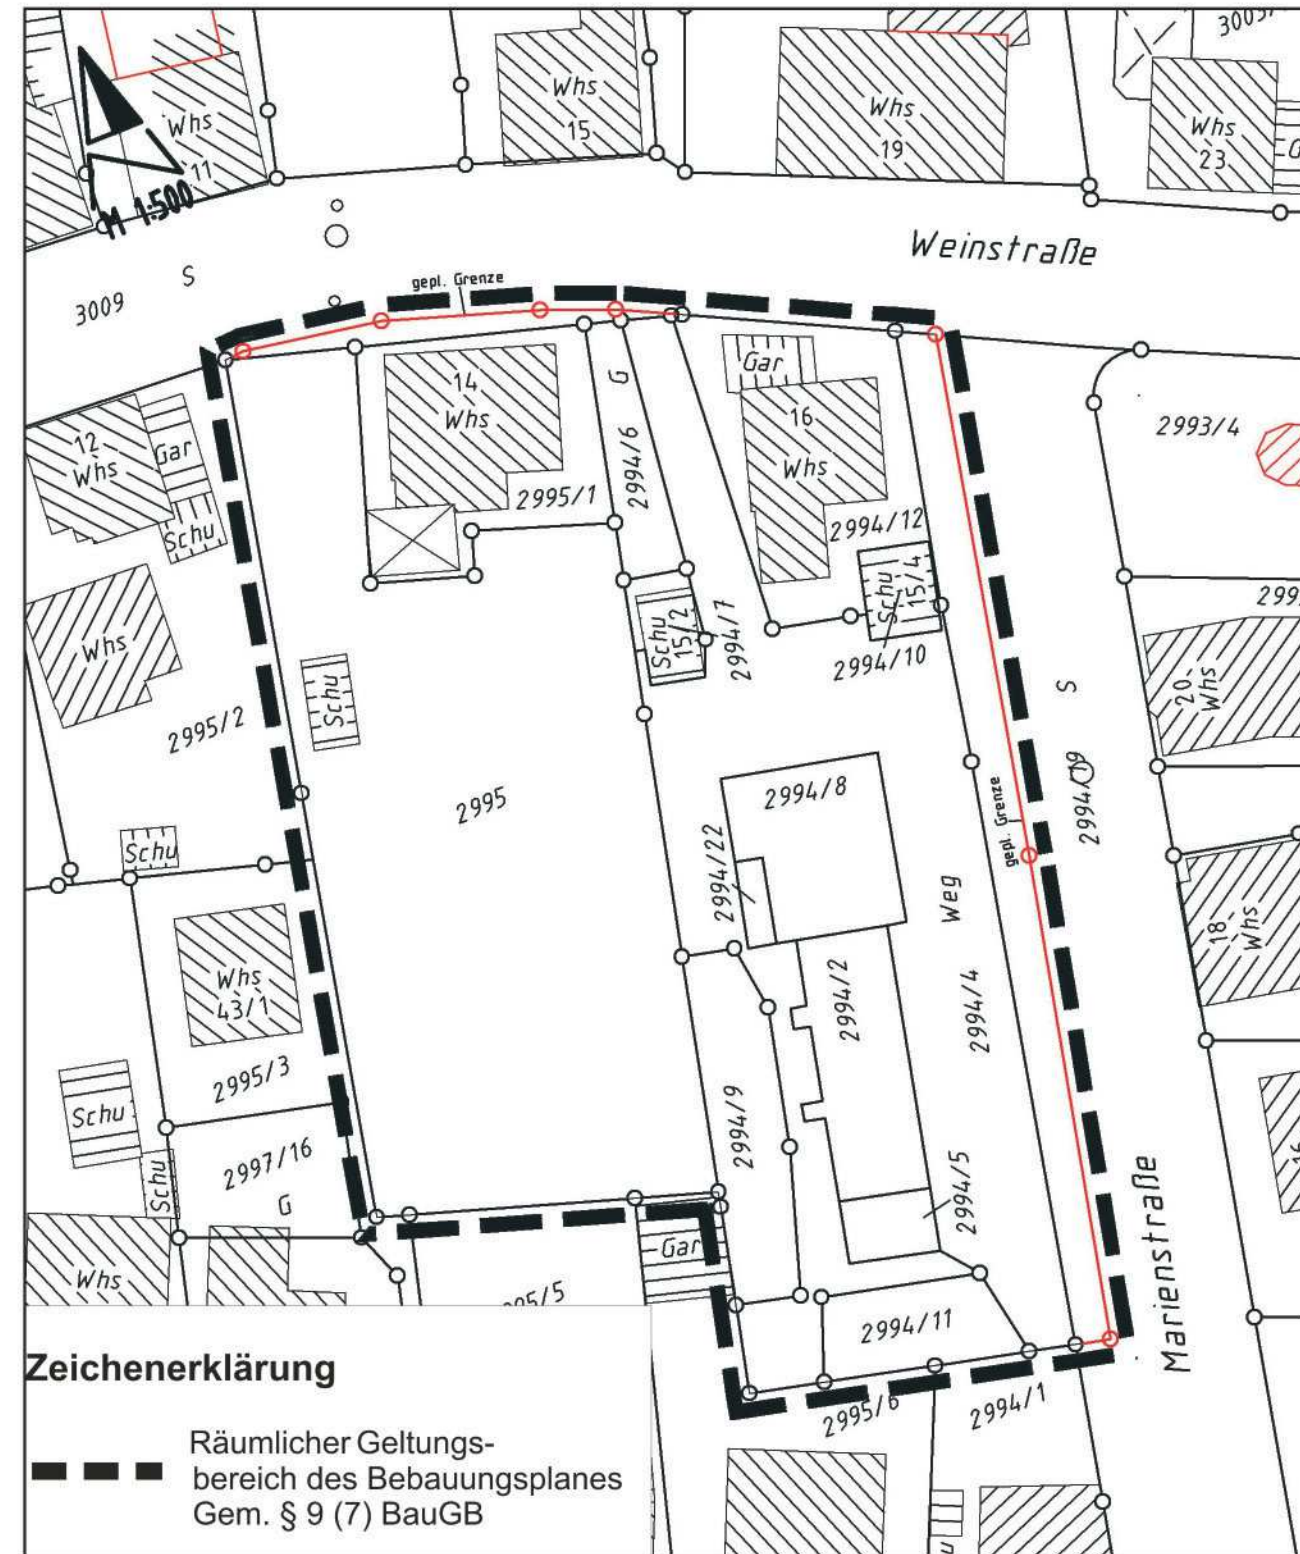 3003/
Whs
11
M 1:500
Whs
15
Whs
19
Whs
23
G
Weinstraße
3009
S
gepl. Grenze
12
Whs
Gar
Schu
14
Whs
2995/1
G
2994/6
Gar
16
Whs
2994/12
2993/4
Whs
2995/2
Schu
Schu
15/2
2994/7
Schu
15/4
2994/10
S
20
Whs
2994/19
gepl. Grenze
2995
2994/8
2994/22
Weg
Schu
Whs
43/1
2994/2
2994/4
18
Whs
2995/3
Schu
2997/16
G
Schu
2994/9
2994/5
16
Marienstraße
Whs
Gar
2994/11
2995/6
2994/1
Zeichenerklärung
Räumlicher Geltungs-
bereich des Bebauungsplanes
Gem. § 9 (7) BauGB